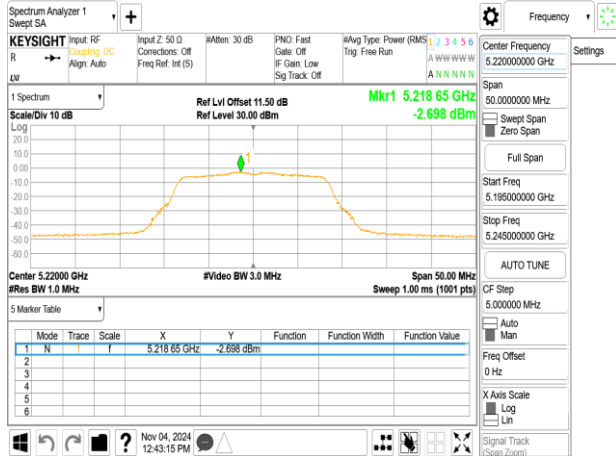 Spectrum Analyzer 1
Swept SA
Frequency
Settings
KEYSIGHT
R
Input: RF
Coupling: DC
Align: Auto
Input Z: 50 Ω
Corrections: Off
Freq Ref: Int (S)
#Atten: 30 dB
PNO: Fast
Gate: Off
IF Gain: Low
Sig Track: Off
#Avg Type: Power (RMS
Trig: Free Run
1 2 3 4 5 6
A W W W W W
A N N N N N
1 Spectrum
Scale/Div 10 dB
Ref Lvl Offset 11.50 dB
Ref Level 30.00 dBm
Mkr1 5.218 65 GHz
-2.698 dBm
Log
20.0
10.0
0.00
-10.0
-20.0
-30.0
-40.0
-50.0
-60.0
1
Center 5.22000 GHz
#Res BW 1.0 MHz
#Video BW 3.0 MHz
Span 50.00 MHz
Sweep 1.00 ms (1001 pts)
5 Marker Table
Mode Trace Scale X Y Function Function Width Function Value
1 N 1 f 5.218 65 GHz -2.698 dBm
2
3
4
5
6
Nov 04, 2024
12:43:15 PM
Center Frequency
5.220000000 GHz
Span
50.0000000 MHz
Swept Span
Zero Span
Full Span
Start Freq
5.195000000 GHz
Stop Freq
5.245000000 GHz
AUTO TUNE
CF Step
5.000000 MHz
Auto
Man
Freq Offset
0 Hz
X Axis Scale
Log
Lin
Signal Track
(Span Zoom)